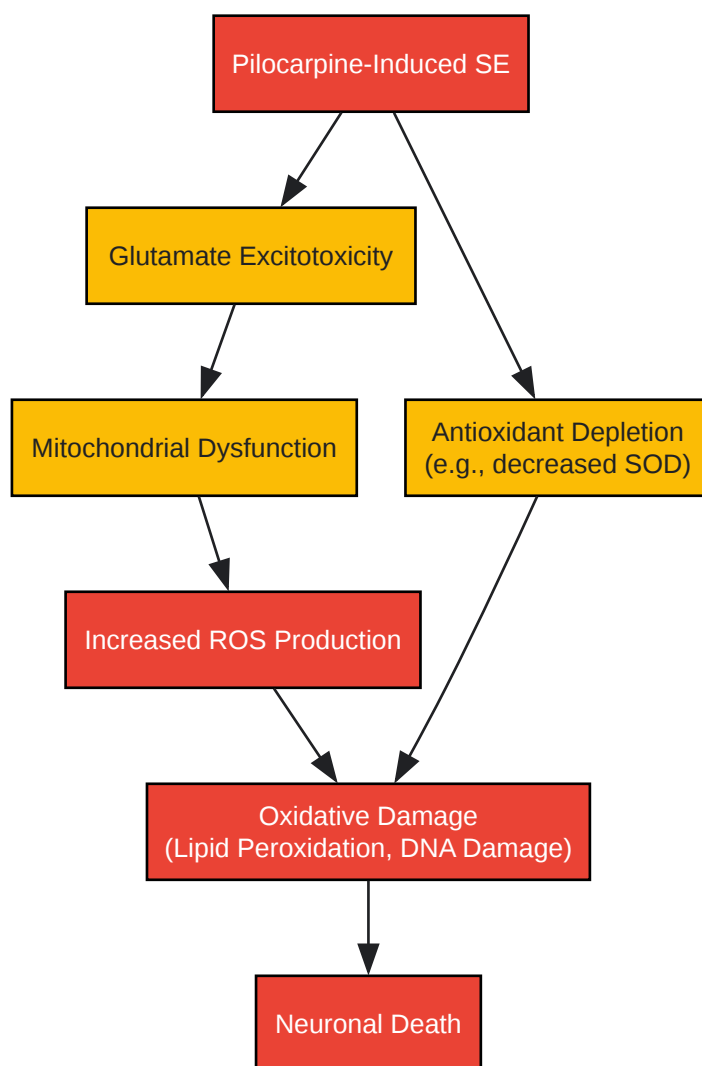 Pilocarpine-Induced SE
Glutamate Excitotoxicity
Mitochondrial Dysfunction
Antioxidant Depletion
(e.g., decreased SOD)
Increased ROS Production
Oxidative Damage
(Lipid Peroxidation, DNA Damage)
Neuronal Death